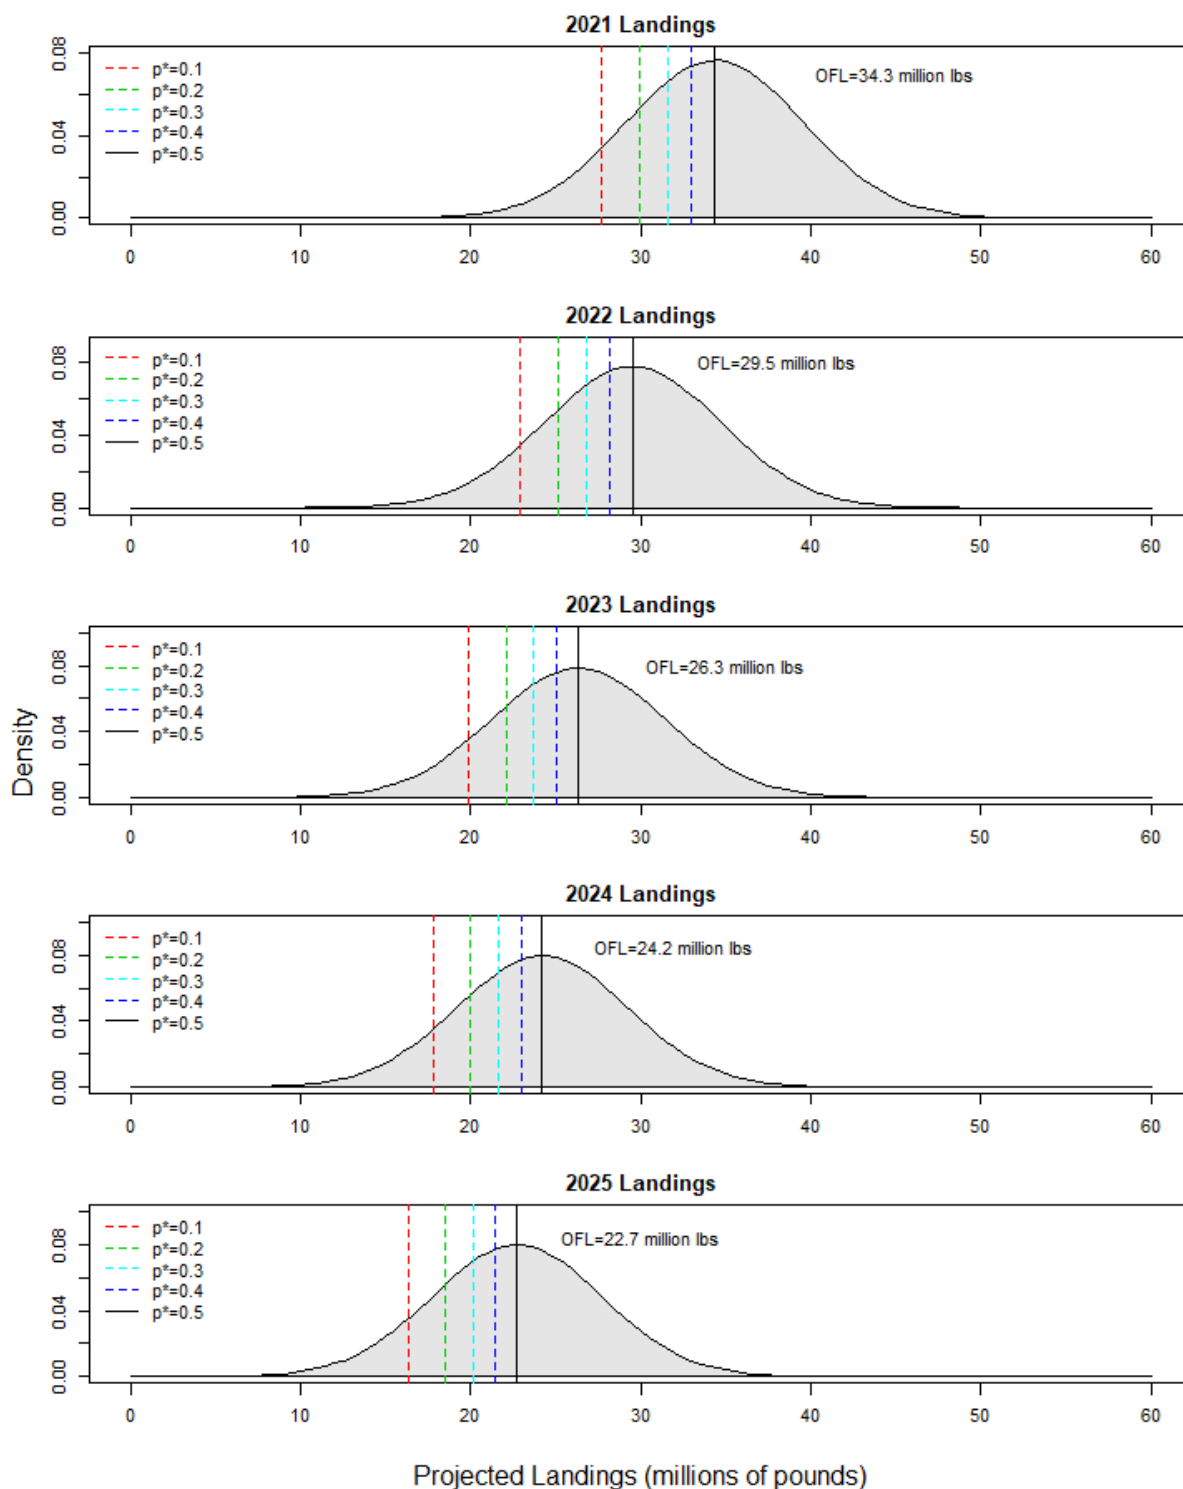 2021 Landings
p*=0.1
p*=0.2
p*=0.3
p*=0.4
p*=0.5
OFL=34.3 million lbs
0.00 0.04 0.08
0 10 20 30 40 50 60
2022 Landings
p*=0.1
p*=0.2
p*=0.3
p*=0.4
p*=0.5
OFL=29.5 million lbs
0.00 0.04 0.08
0 10 20 30 40 50 60
2023 Landings
p*=0.1
p*=0.2
p*=0.3
p*=0.4
p*=0.5
OFL=26.3 million lbs
0.00 0.04 0.08
0 10 20 30 40 50 60
Density
2024 Landings
p*=0.1
p*=0.2
p*=0.3
p*=0.4
p*=0.5
OFL=24.2 million lbs
0.00 0.04 0.08
0 10 20 30 40 50 60
2025 Landings
p*=0.1
p*=0.2
p*=0.3
p*=0.4
p*=0.5
OFL=22.7 million lbs
0.00 0.04 0.08
0 10 20 30 40 50 60
Projected Landings (millions of pounds)